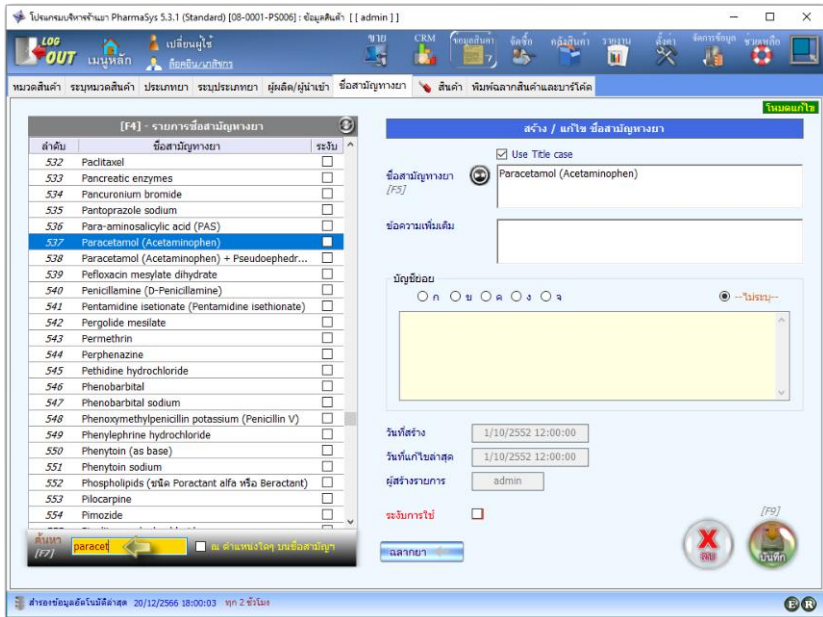 โปรแกรมบริหารร้านยา PharmaSys 5.3.1 (Standard) [08-0001-PS006] : ข้อมูลสินค้า [ [ admin ] ]
LOG OUT
เมนูหลัก
เปลี่ยนผู้ใช้
ล็อคอิน/เภสัชกร
ขาย
CRM
ข้อมูลสินค้า
จัดซื้อ
คลังสินค้า
รายงาน
ตั้งค่า
จัดการข้อมูล
ช่วยเหลือ
หมวดสินค้า ระบุหมวดสินค้า ประเภทยา ระบุประเภทยา ผู้ผลิต/ผู้นำเข้า ชื่อสามัญทางยา สินค้า พิมพ์ฉลากสินค้าและบาร์โค้ด
โหมดแก้ไข
[F4] - รายการชื่อสามัญทางยา
ลำดับ ชื่อสามัญทางยา ระงับ
532 Paclitaxel
533 Pancreatic enzymes
534 Pancuronium bromide
535 Pantoprazole sodium
536 Para-aminosalicylic acid (PAS)
537 Paracetamol (Acetaminophen)
538 Paracetamol (Acetaminophen) + Pseudoephedr...
539 Pefloxacin mesylate dihydrate
540 Penicillamine (D-Penicillamine)
541 Pentamidine isetionate (Pentamidine isethionate)
542 Pergolide mesilate
543 Permethrin
544 Perphenazine
545 Pethidine hydrochloride
546 Phenobarbital
547 Phenobarbital sodium
548 Phenoxymethylpenicillin potassium (Penicillin V)
549 Phenylephrine hydrochloride
550 Phenytoin (as base)
551 Phenytoin sodium
552 Phospholipids (ชนิด Poractant alfa หรือ Beractant)
553 Pilocarpine
554 Pimozide
ค้นหา
[F7]
paracet
ณ ตำแหน่งใดๆ บนชื่อสามัญฯ
สร้าง / แก้ไข ชื่อสามัญทางยา
Use Title case
ชื่อสามัญทางยา
[F5]
Paracetamol (Acetaminophen)
ข้อความเพิ่มเติม
บัญชีย่อย
ก ข ค ง จ --ไม่ระบุ--
วันที่สร้าง 1/10/2552 12:00:00
วันที่แก้ไขล่าสุด 1/10/2552 12:00:00
ผู้สร้างรายการ admin
ระงับการใช้
ฉลากยา
[F9]
X
บันทึก
สำรองข้อมูลอัตโนมัติล่าสุด 20/12/2566 18:00:03 ทุก 2 ชั่วโมง
E R